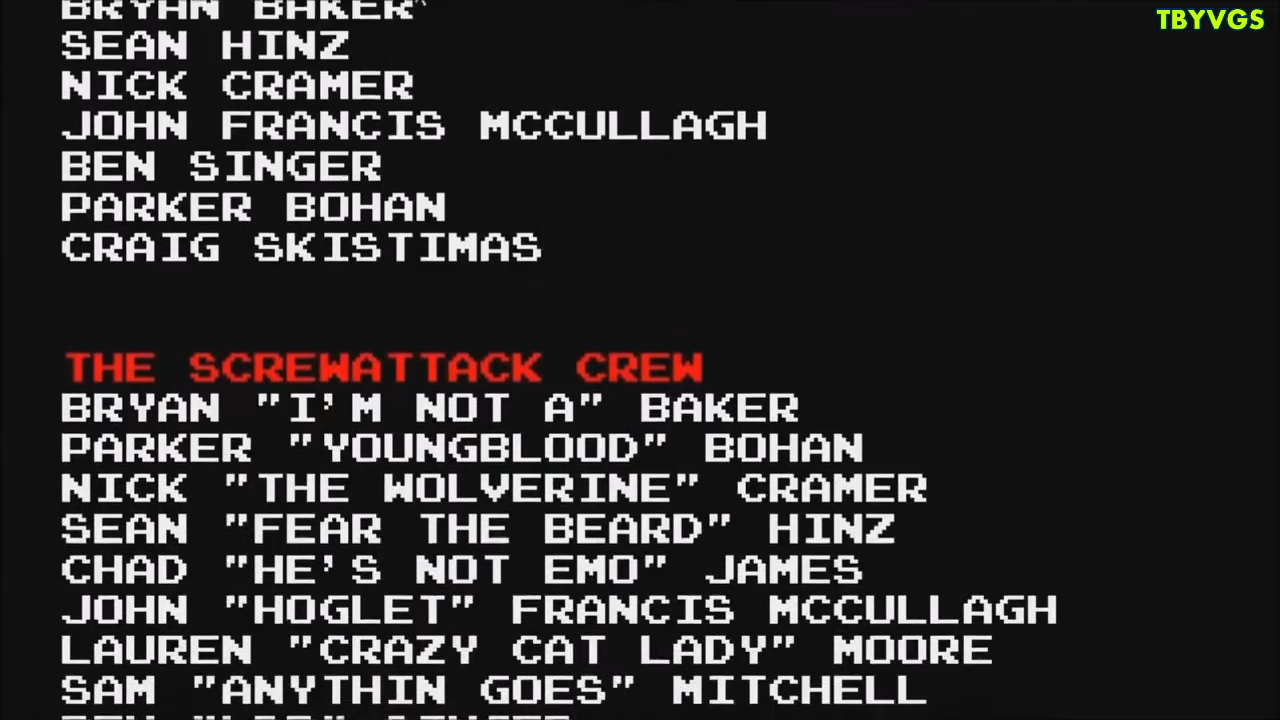 TBYVGS
BRYAN BAKER
SEAN HINZ
NICK CRAMER
JOHN FRANCIS MCCULLAGH
BEN SINGER
PARKER BOHAN
CRAIG SKISTIMAS
THE SCREWATTACK CREW
BRYAN "I'M NOT A" BAKER
PARKER "YOUNGBLOOD" BOHAN
NICK "THE WOLVERINE" CRAMER
SEAN "FEAR THE BEARD" HINZ
CHAD "HE'S NOT EMO" JAMES
JOHN "HOGLET" FRANCIS MCCULLAGH
LAUREN "CRAZY CAT LADY" MOORE
SAM "ANYTHIN GOES" MITCHELL